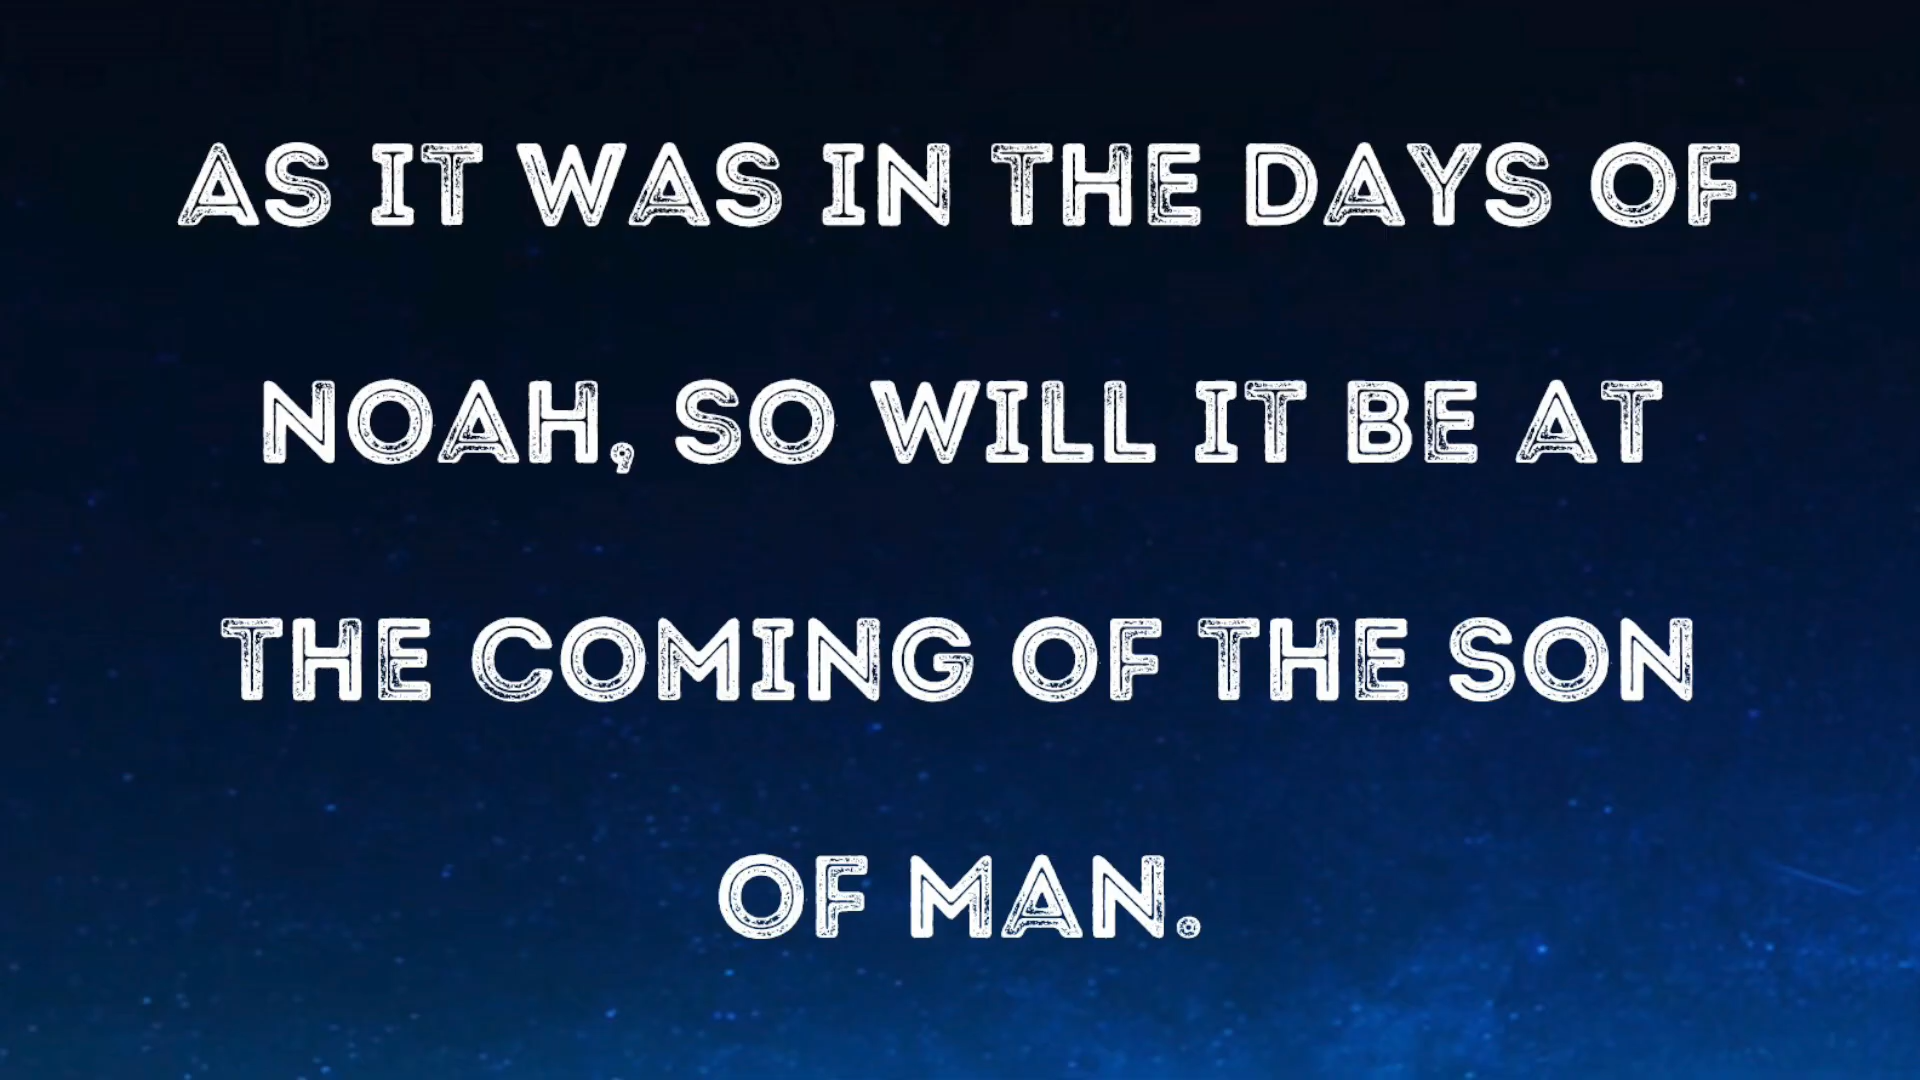 AS IT WAS IN THE DAYS OF
NOAH, SO WILL IT BE AT
THE COMING OF THE SON
OF MAN.